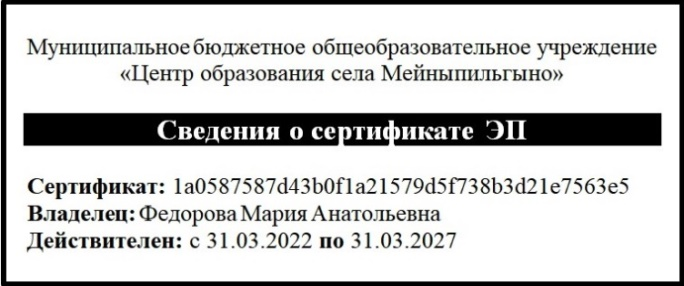 Муниципальное бюджетное общеобразовательное учреждение
«Центр образования села Мейныпильгыно»
Сведения о сертификате ЭП
Сертификат: 1a0587587d43b0f1a21579d5f738b3d21e7563e5
Владелец: Федорова Мария Анатольевна
Действителен: с 31.03.2022 по 31.03.2027